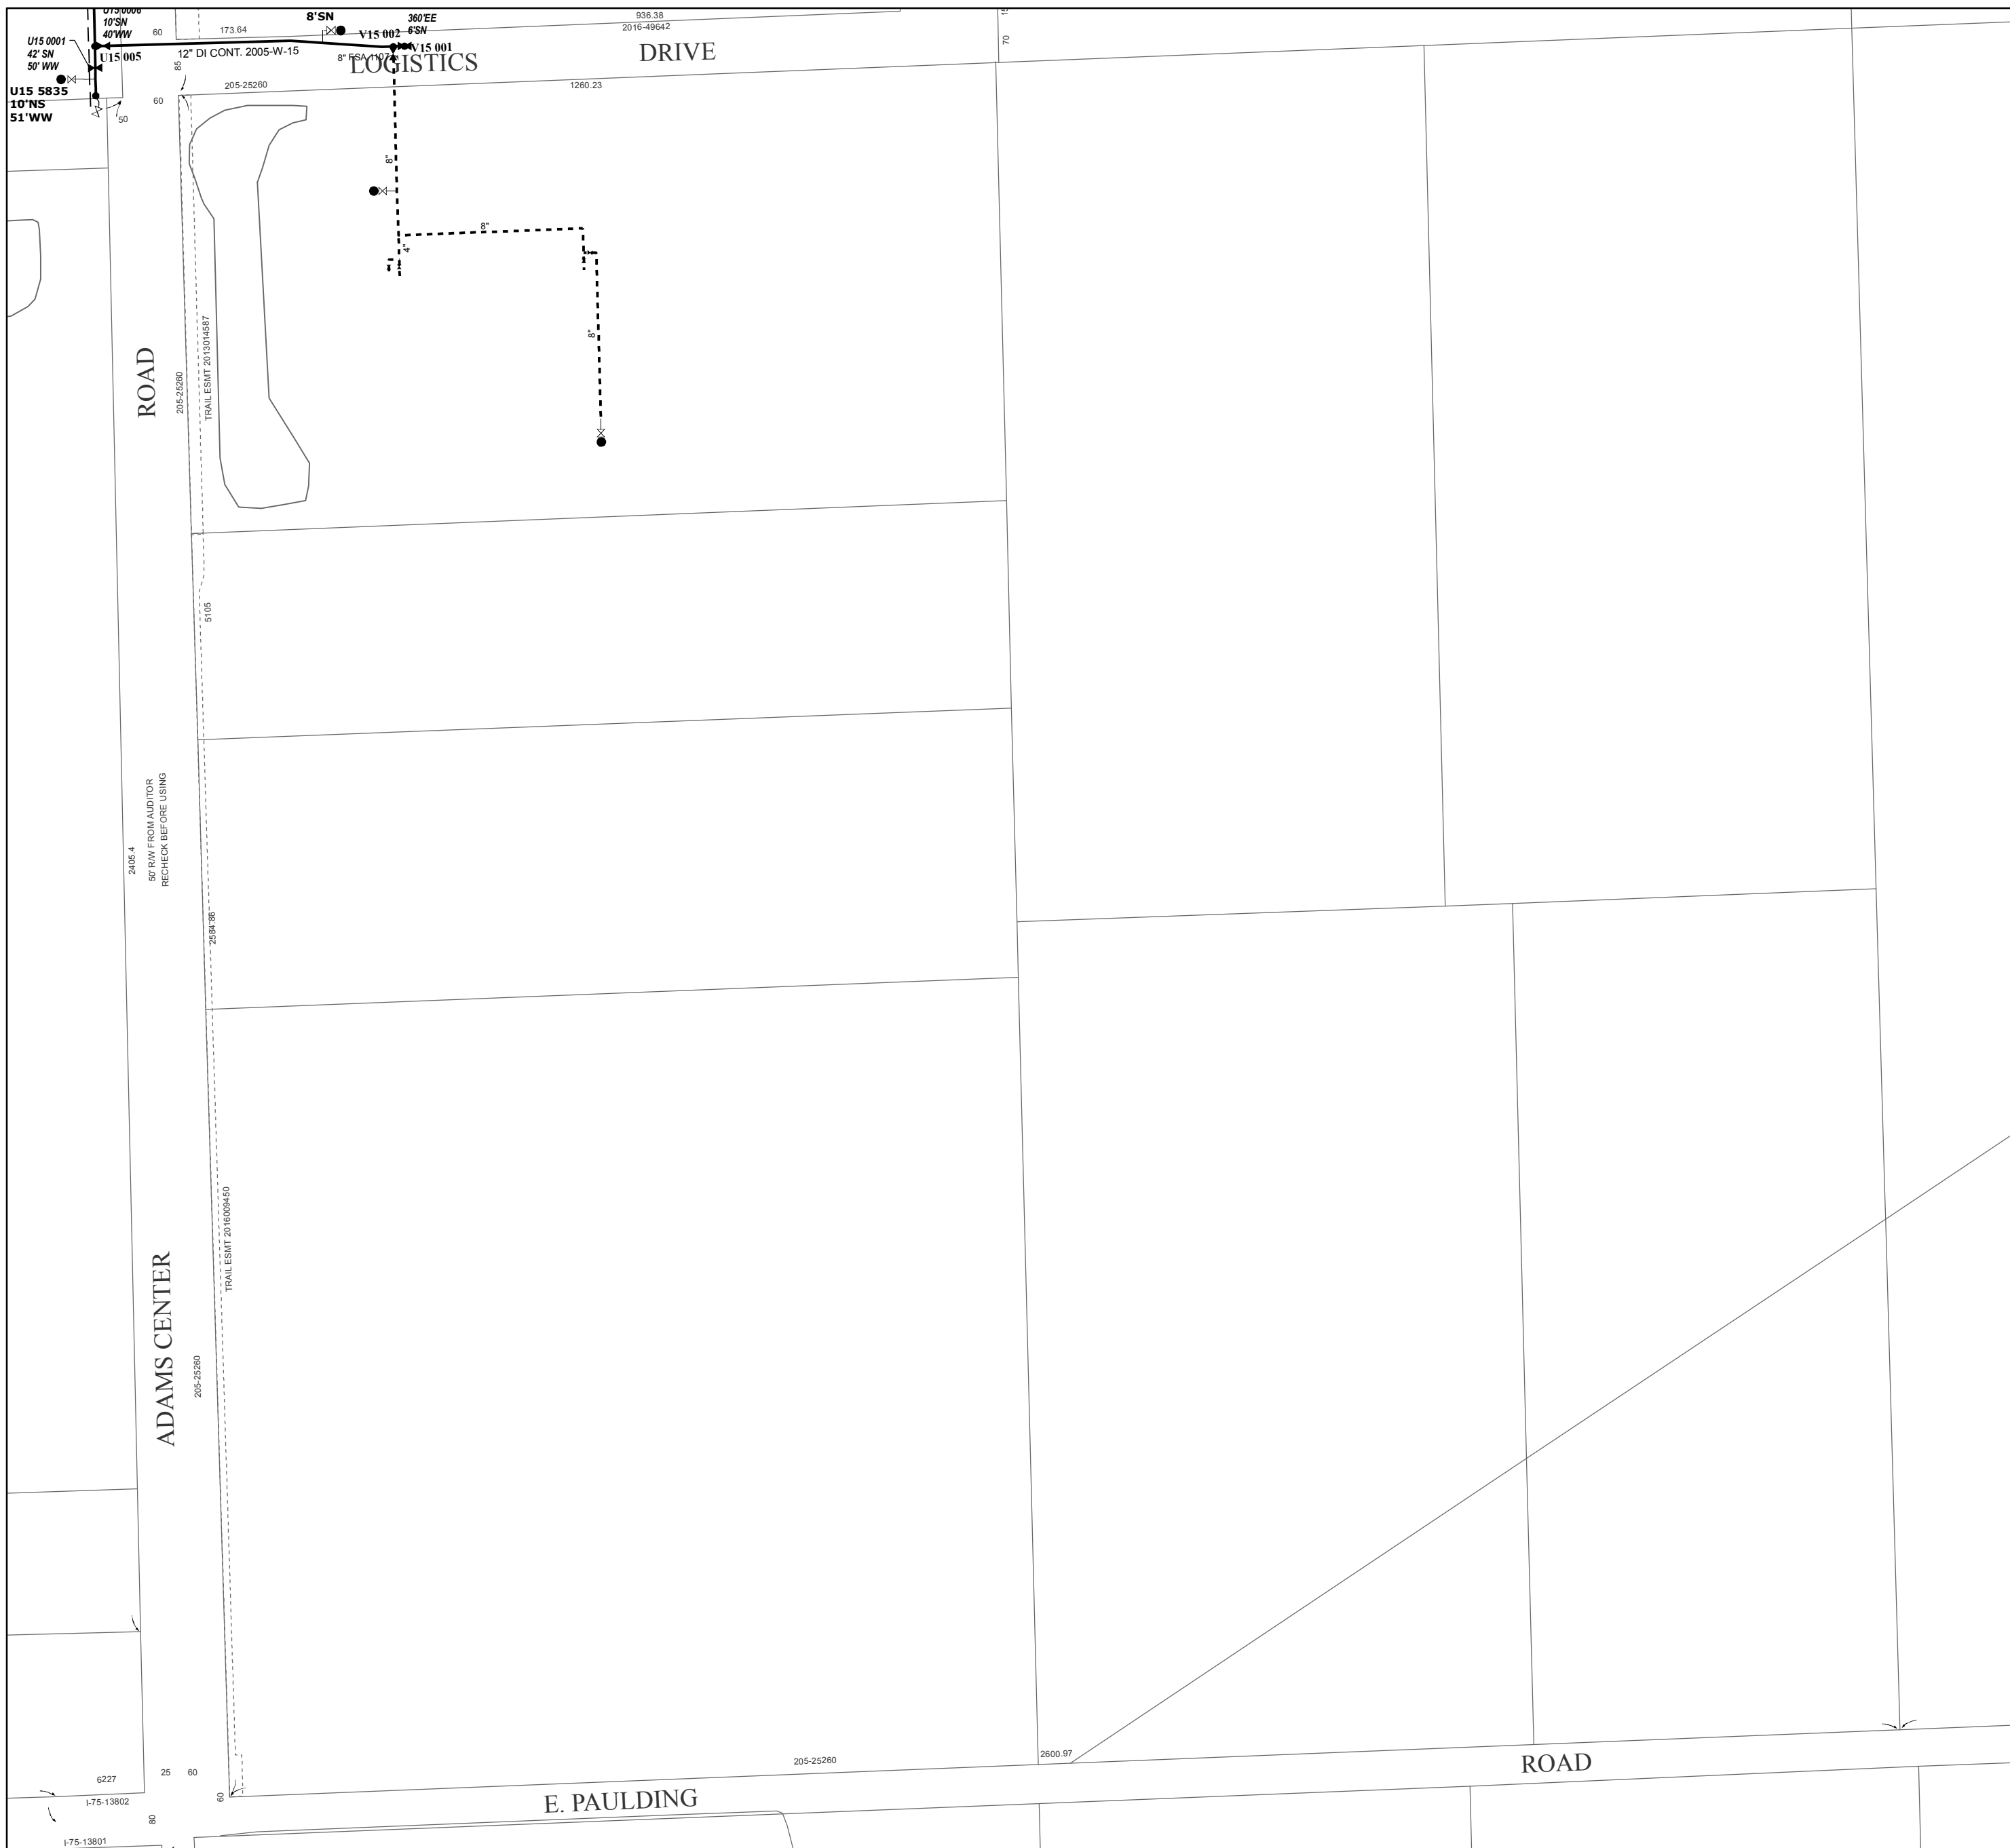 U15 0006
10'SN
40'WW
U15 0001
42' SN
50' WW
U15 005
U15 5835
10'NS
51'WW
60
173.64
8'SN
V15 002
360'EE
6'SN
V15 001
936.38
2016-49642
70
12" DI CONT. 2005-W-15
LOGISTICS
DRIVE
85
60
50
205-25260
1260.23
8"
8"
4"
8"
ROAD
205-25260
TRAIL ESMT 2013014587
5105
2405.4
50' R/W FROM AUDITOR
RECHECK BEFORE USING
2584.86
TRAIL ESMT 2016009450
ADAMS CENTER
205-25260
205-25260
2600.97
ROAD
6227
25
60
60
I-75-13802
80
E. PAULDING
I-75-13801